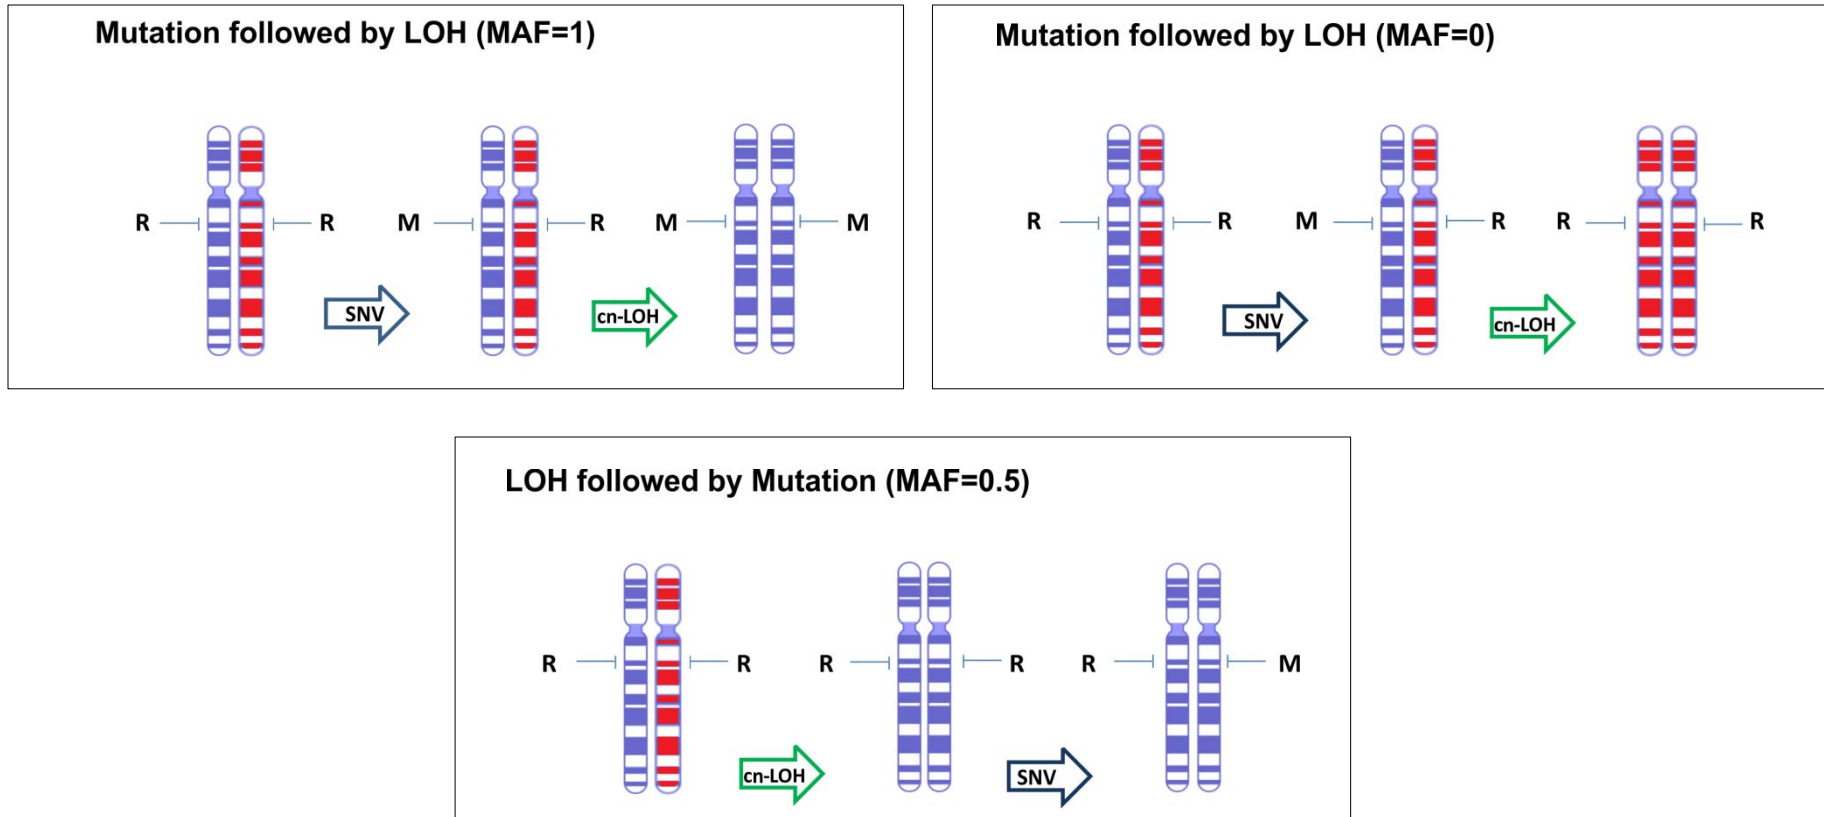 Mutation followed by LOH (MAF=1)
R R M R M M
SNV cn-LOH
Mutation followed by LOH (MAF=0)
R R M R R R
SNV cn-LOH
LOH followed by Mutation (MAF=0.5)
R R R R R M
cn-LOH SNV